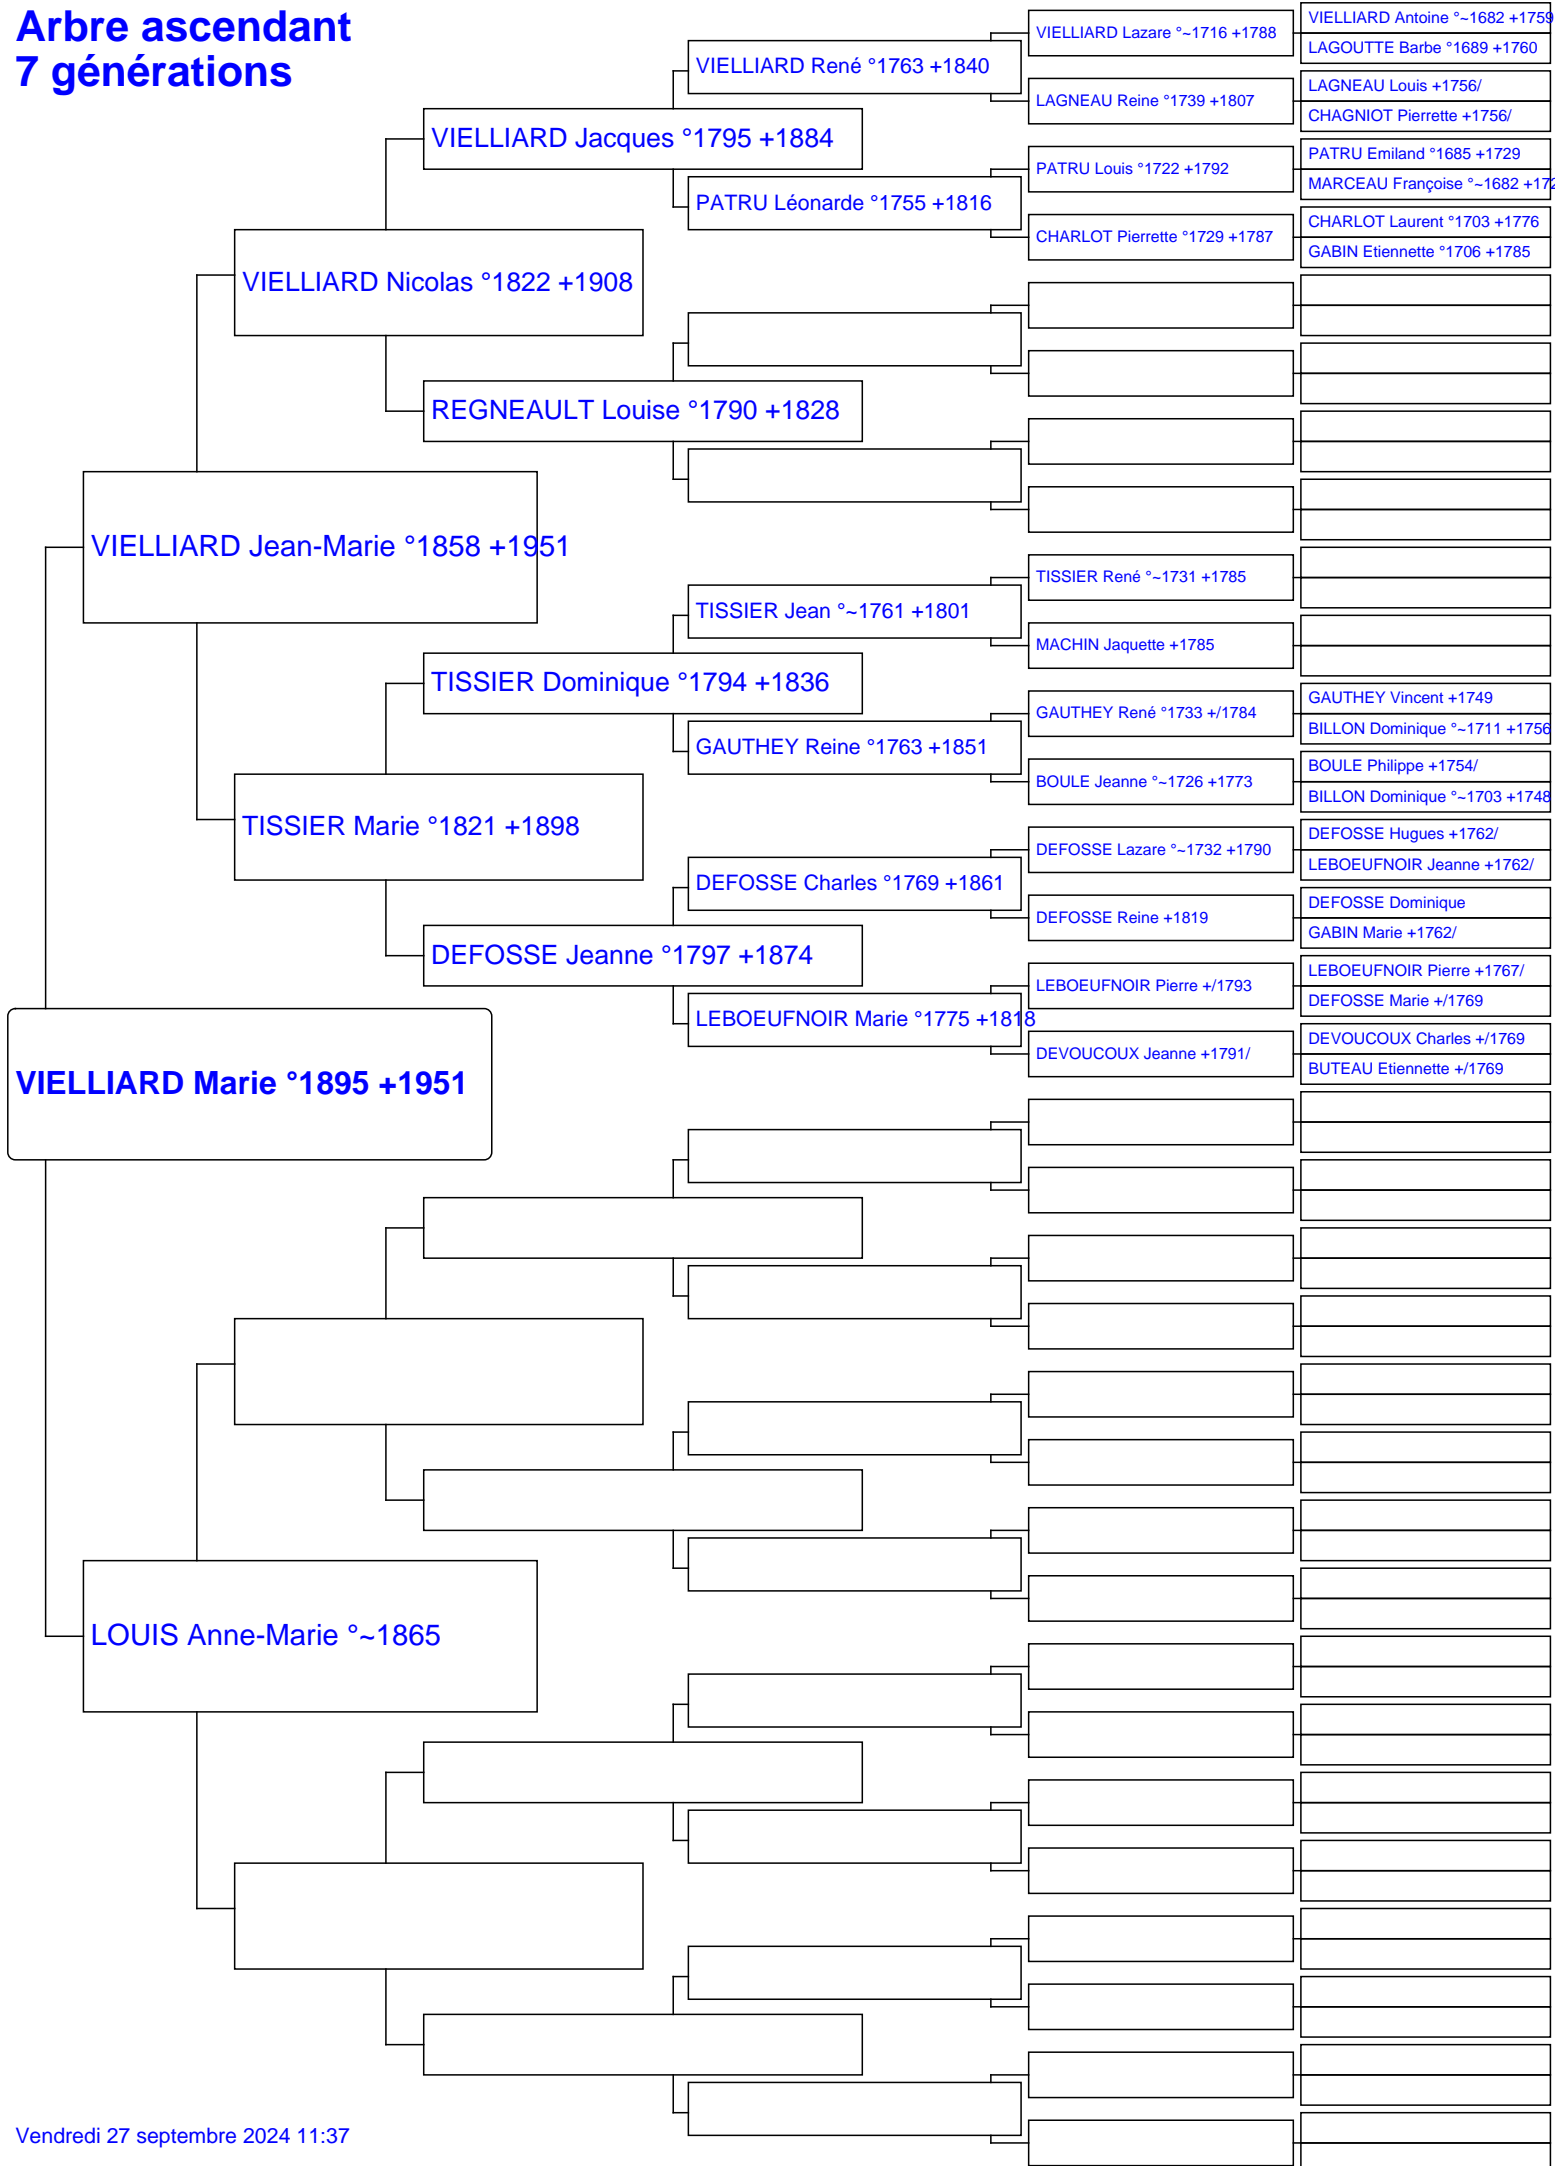 Arbre ascendant
7 générations
VIELLIARD Marie °1895 +1951
VIELLIARD Jean-Marie °1858 +1951
LOUIS Anne-Marie °~1865
VIELLIARD Nicolas °1822 +1908
TISSIER Marie °1821 +1898
VIELLIARD Jacques °1795 +1884
REGNEAULT Louise °1790 +1828
TISSIER Dominique °1794 +1836
DEFOSSE Jeanne °1797 +1874
VIELLIARD René °1763 +1840
PATRU Léonarde °1755 +1816
TISSIER Jean °~1761 +1801
GAUTHEY Reine °1763 +1851
DEFOSSE Charles °1769 +1861
LEBOEUFNOIR Marie °1775 +1818
VIELLIARD Lazare °~1716 +1788
LAGNEAU Reine °1739 +1807
PATRU Louis °1722 +1792
CHARLOT Pierrette °1729 +1787
TISSIER René °~1731 +1785
MACHIN Jaquette +1785
GAUTHEY René °1733 +/1784
BOULE Jeanne °~1726 +1773
DEFOSSE Lazare °~1732 +1790
DEFOSSE Reine +1819
LEBOEUFNOIR Pierre +/1793
DEVOUCOUX Jeanne +1791/
VIELLIARD Antoine °~1682 +1759
LAGOUTTE Barbe °1689 +1760
LAGNEAU Louis +1756/
CHAGNIOT Pierrette +1756/
PATRU Emiland °1685 +1729
MARCEAU Françoise °~1682
CHARLOT Laurent °1703 +1776
GABIN Etiennette °1706 +1785
GAUTHEY Vincent +1749
BILLON Dominique °~1711 +1756
BOULE Philippe +1754/
BILLON Dominique °~1703 +1748
DEFOSSE Hugues +1762/
LEBOEUFNOIR Jeanne +1762/
DEFOSSE Dominique
GABIN Marie +1762/
LEBOEUFNOIR Pierre +1767/
DEFOSSE Marie +/1769
DEVOUCOUX Charles +/1769
BUTEAU Etiennette +/1769
Vendredi 27 septembre 2024 11:37